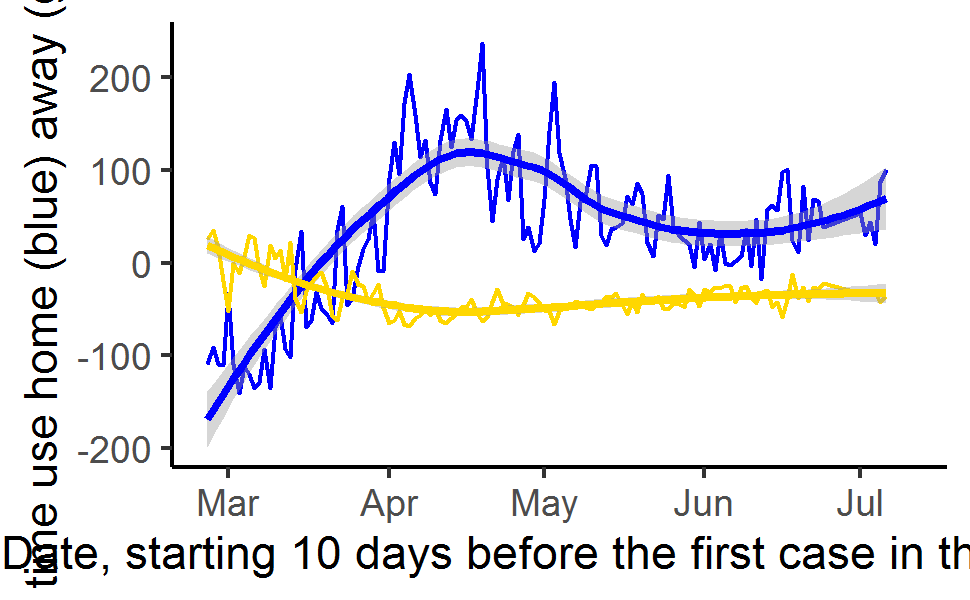 time use home (blue) away (
200
100
0
-100
-200
Mar Apr May Jun Jul
Date, starting 10 days before the first case in th